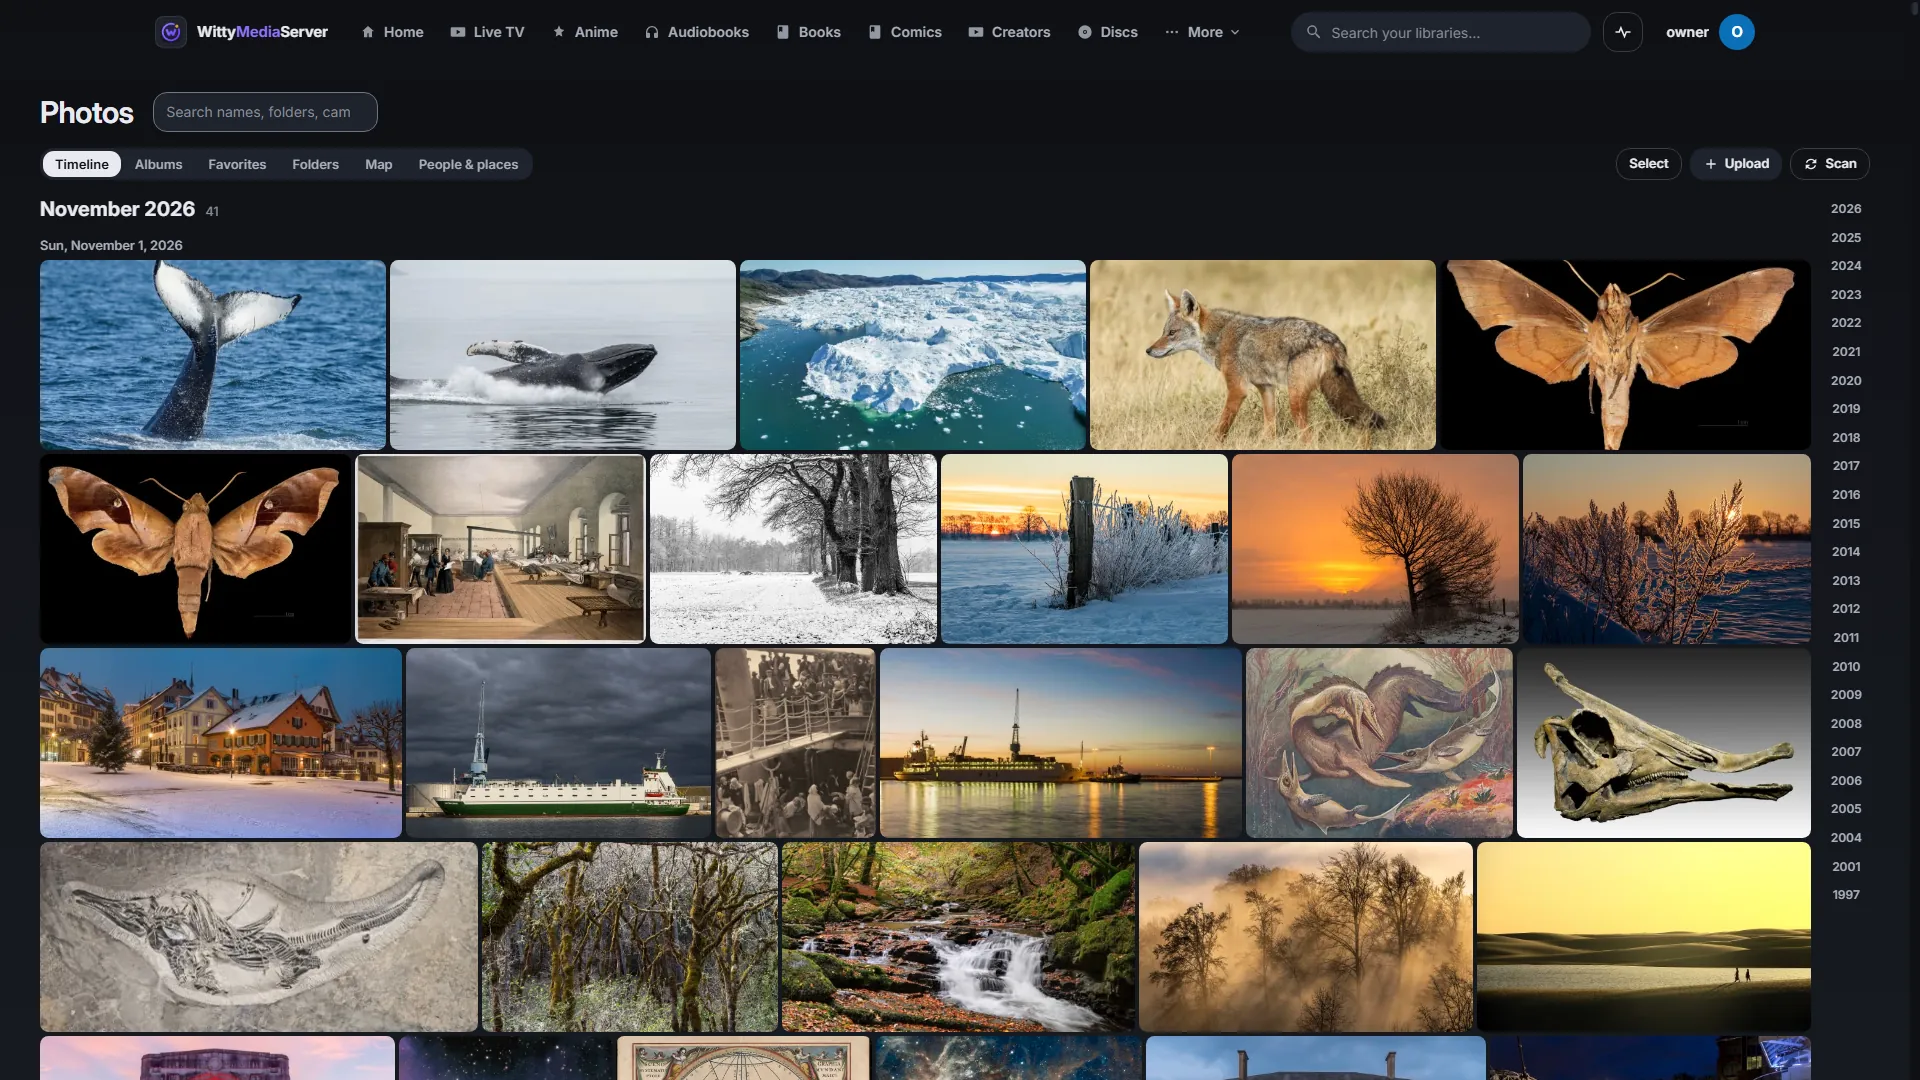 WittyMediaServer
Home
Live TV
Anime
Audiobooks
Books
Comics
Creators
Discs
More
Search your libraries...
owner
O
Photos
Search names, folders, cam
Timeline
Albums
Favorites
Folders
Map
People & places
Select
Upload
Scan
November 2026 41
Sun, November 1, 2026
2026
2025
2024
2023
2022
2021
2020
2019
2018
2017
2016
2015
2014
2013
2012
2011
2010
2009
2008
2007
2006
2005
2004
2001
1997